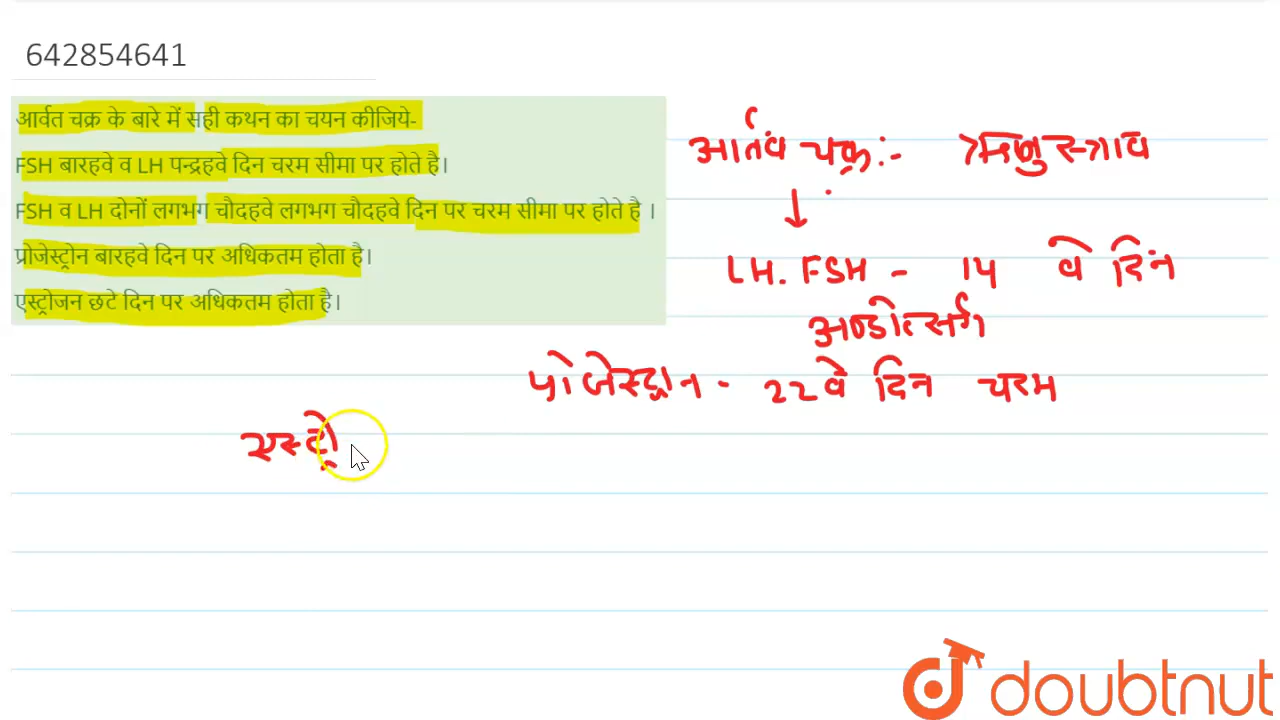 642854641
आर्वत चक्र के बारे में सही कथन का चयन कीजिये-
FSH बारहवे व LH पन्द्रहवे दिन चरम सीमा पर होते है।
FSH व LH दोनों लगभग चौदहवे लगभग चौदहवे दिन पर चरम सीमा पर होते है ।
प्रोजेस्ट्रोन बारहवे दिन पर अधिकतम होता है।
एस्ट्रोजन छटे दिन पर अधिकतम होता है।
आर्तव चक्र:-
LH. FSH - 14 वे दिन
अण्डोत्सर्ग
प्रोजेस्ट्रान - 22 वे दिन चरम
एस्ट्रो
doubtnut